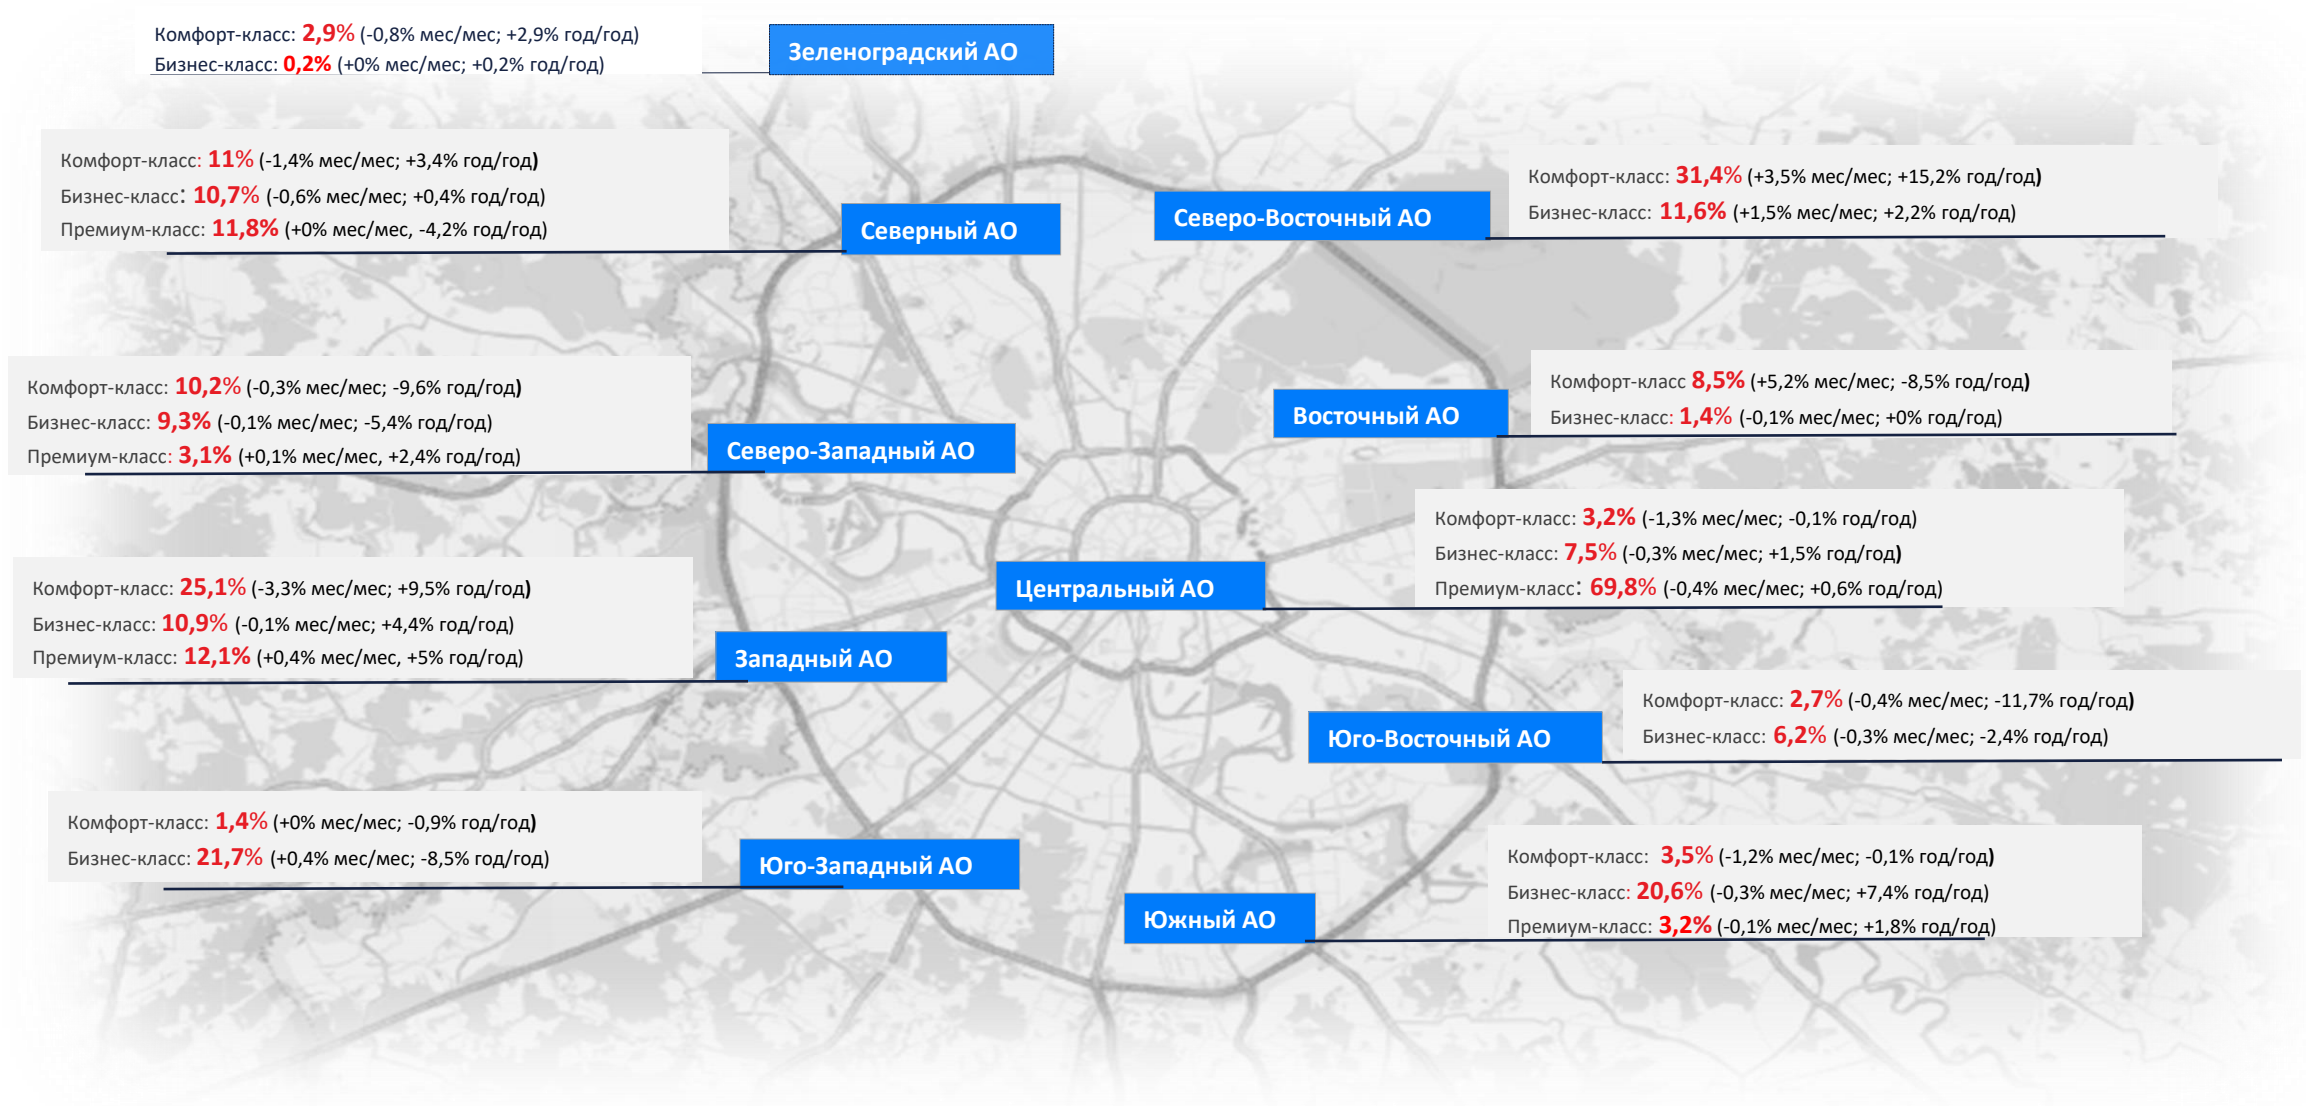 Комфорт-класс: 2,9% (-0,8% мес/мес; +2,9% год/год)
Бизнес-класс: 0,2% (+0% мес/мес; +0,2% год/год)
Зеленоградский АО
Комфорт-класс: 11% (-1,4% мес/мес; +3,4% год/год)
Бизнес-класс: 10,7% (-0,6% мес/мес; +0,4% год/год)
Премиум-класс: 11,8% (+0% мес/мес, -4,2% год/год)
Северный АО
Северо-Восточный АО
Комфорт-класс: 31,4% (+3,5% мес/мес; +15,2% год/год)
Бизнес-класс: 11,6% (+1,5% мес/мес; +2,2% год/год)
Комфорт-класс: 10,2% (-0,3% мес/мес; -9,6% год/год)
Бизнес-класс: 9,3% (-0,1% мес/мес; -5,4% год/год)
Премиум-класс: 3,1% (+0,1% мес/мес, +2,4% год/год)
Северо-Западный АО
Восточный АО
Комфорт-класс 8,5% (+5,2% мес/мес; -8,5% год/год)
Бизнес-класс: 1,4% (-0,1% мес/мес; +0% год/год)
Центральный АО
Комфорт-класс: 3,2% (-1,3% мес/мес; -0,1% год/год)
Бизнес-класс: 7,5% (-0,3% мес/мес; +1,5% год/год)
Премиум-класс: 69,8% (-0,4% мес/мес; +0,6% год/год)
Комфорт-класс: 25,1% (-3,3% мес/мес; +9,5% год/год)
Бизнес-класс: 10,9% (-0,1% мес/мес; +4,4% год/год)
Премиум-класс: 12,1% (+0,4% мес/мес, +5% год/год)
Западный АО
Юго-Восточный АО
Комфорт-класс: 2,7% (-0,4% мес/мес; -11,7% год/год)
Бизнес-класс: 6,2% (-0,3% мес/мес; -2,4% год/год)
Комфорт-класс: 1,4% (+0% мес/мес; -0,9% год/год)
Бизнес-класс: 21,7% (+0,4% мес/мес; -8,5% год/год)
Юго-Западный АО
Южный АО
Комфорт-класс: 3,5% (-1,2% мес/мес; -0,1% год/год)
Бизнес-класс: 20,6% (-0,3% мес/мес; +7,4% год/год)
Премиум-класс: 3,2% (-0,1% мес/мес; +1,8% год/год)